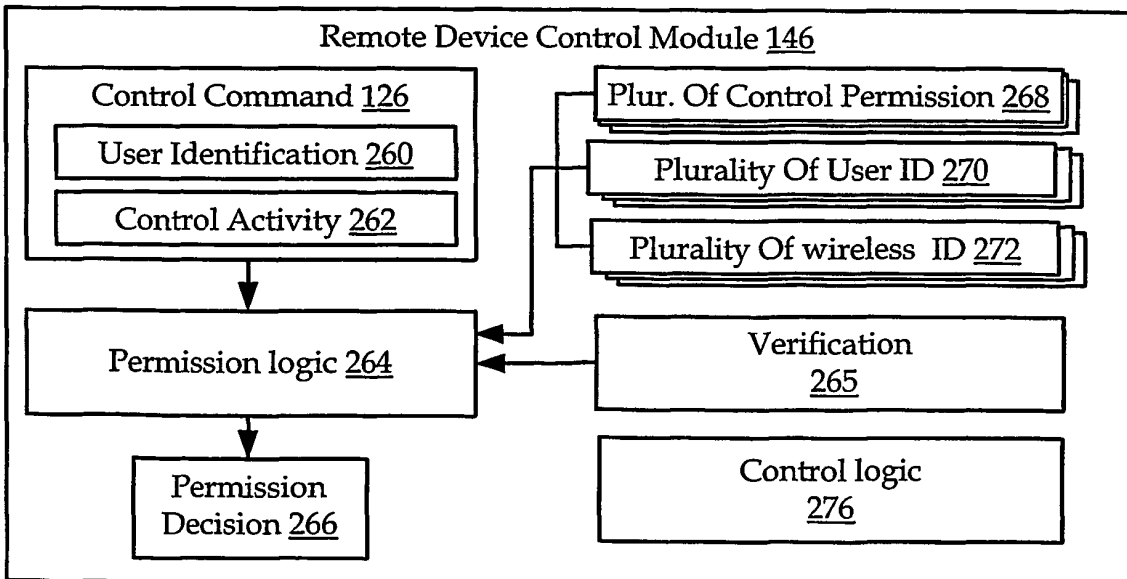 Remote Device Control Module 146
Control Command 126
User Identification 260
Control Activity 262
Plur. Of Control Permission 268
Plurality Of User ID 270
Plurality Of wireless ID 272
Permission logic 264
Verification
265
Permission
Decision 266
Control logic
276